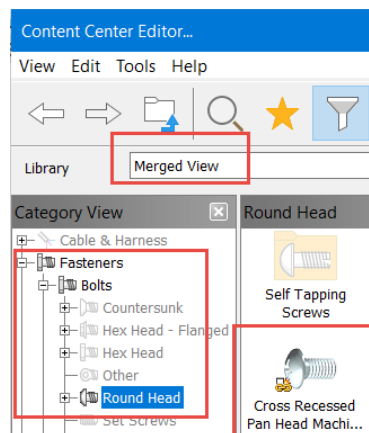 Content Center Editor...
View Edit Tools Help
Library
Merged View
Category View
Cable & Harness
Fasteners
Bolts
Countersunk
Hex Head - Flanged
Hex Head
Other
Round Head
Set Screws
Round Head
Self Tapping
Screws
Cross Recessed
Pan Head Machi...